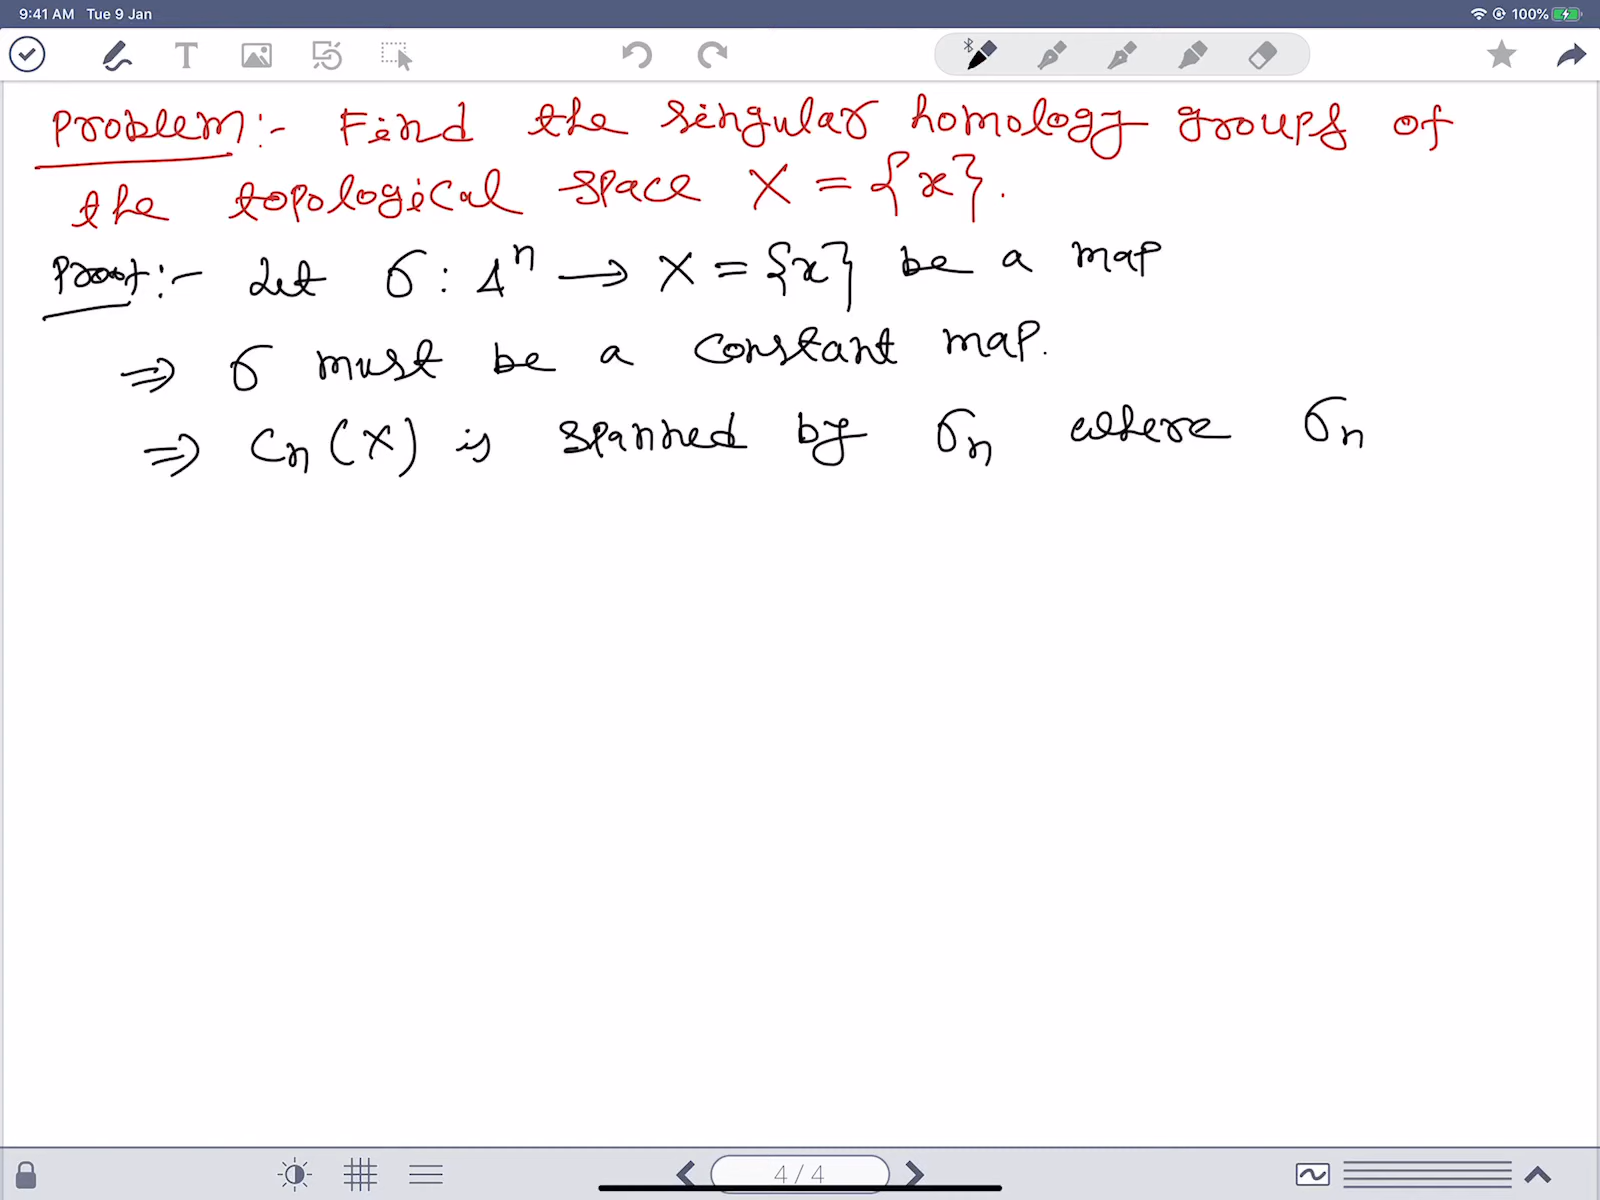 9:41 AM Tue 9 Jan 100%
T
Problem:- Find the singular homology groups of
the topological space X = {x}.
Proof:- Let σ : Δⁿ → X = {x} be a map
⇒ σ must be a constant map.
⇒ Cₙ(X) is spanned by σₙ where σₙ
4 / 4